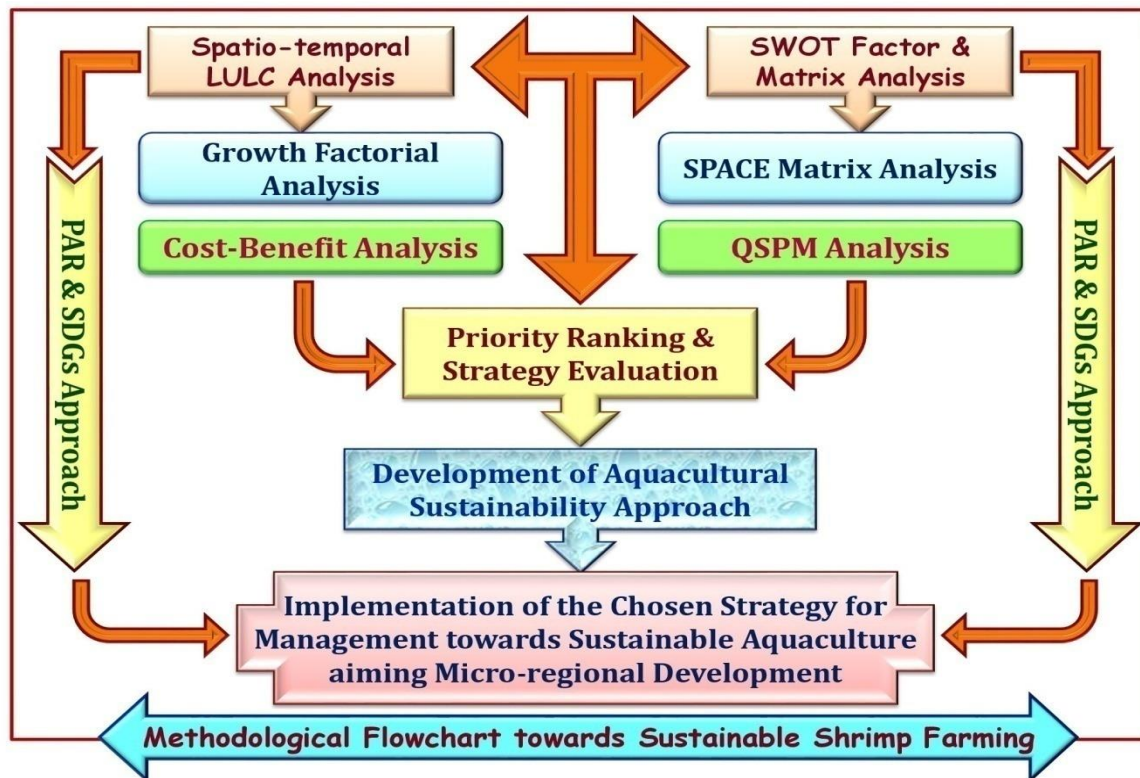 Spatio-temporal
LULC Analysis
SWOT Factor &
Matrix Analysis
Growth Factorial
Analysis
SPACE Matrix Analysis
Cost-Benefit Analysis
QSPM Analysis
PAR & SDGs Approach
PAR & SDGs Approach
Priority Ranking &
Strategy Evaluation
Development of Aquacultural
Sustainability Approach
Implementation of the Chosen Strategy for
Management towards Sustainable Aquaculture
aiming Micro-regional Development
Methodological Flowchart towards Sustainable Shrimp Farming